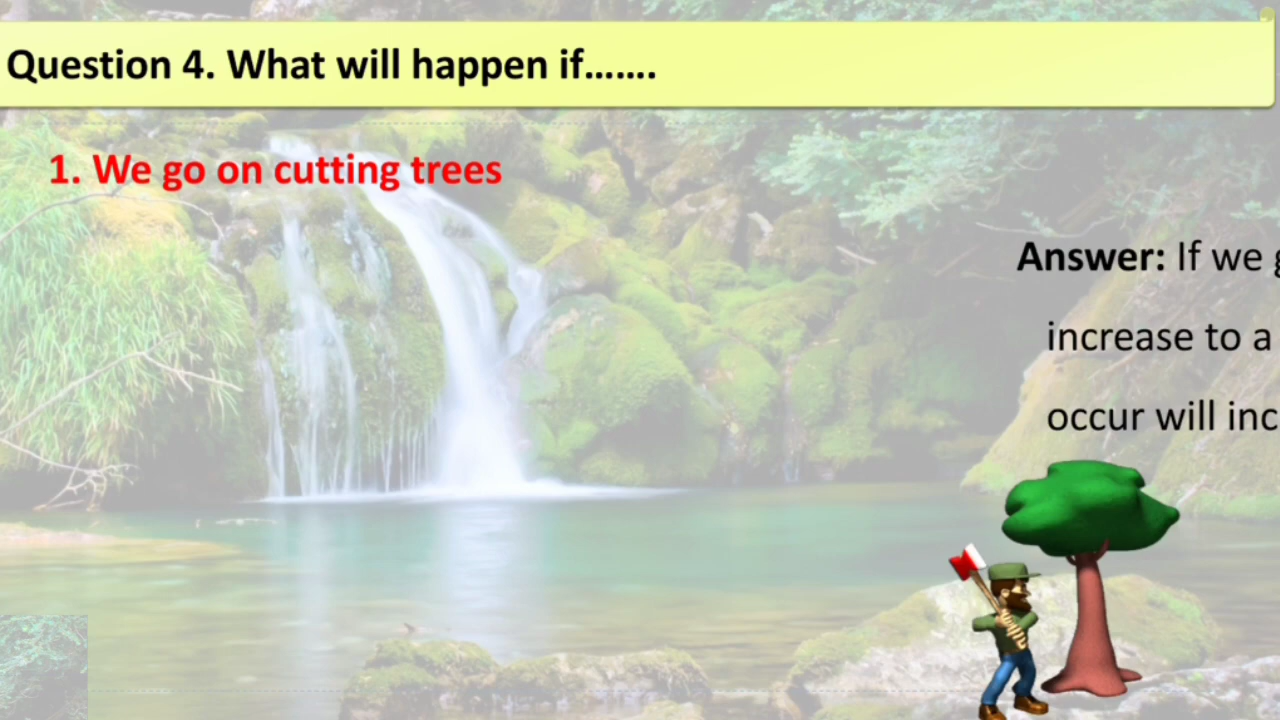 Question 4. What will happen if.......
1. We go on cutting trees
Answer: If we
increase to a
occur will